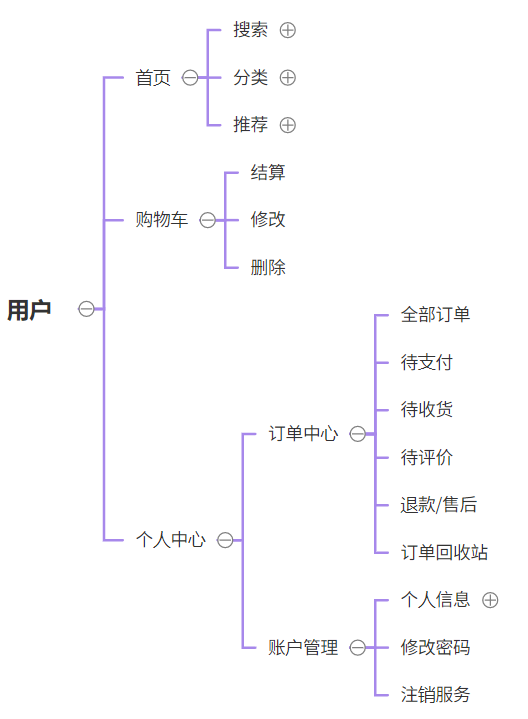 搜索
首页
分类
推荐
结算
购物车
修改
删除
用户
全部订单
待支付
待收货
订单中心
待评价
退款/售后
订单回收站
个人中心
个人信息
账户管理
修改密码
注销服务